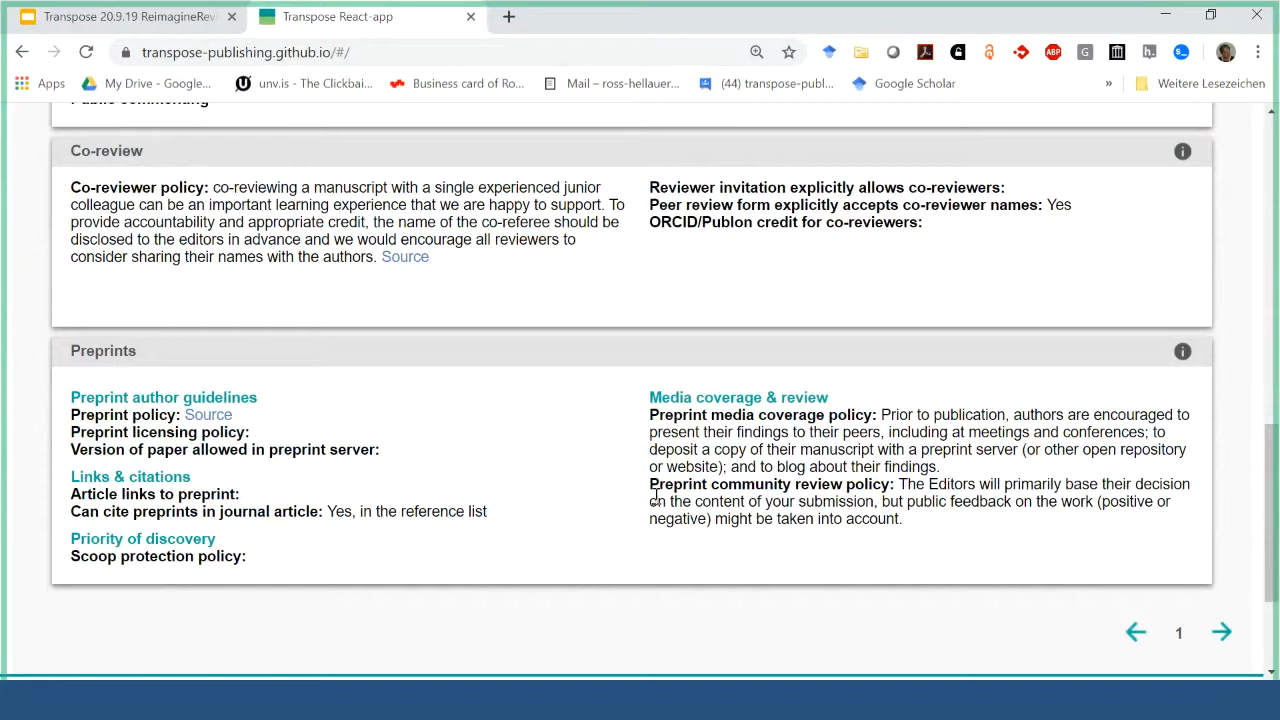 Transpose 20.9.19 ReimagineRev
Transpose React-app
transpose-publishing.github.io/#/
Apps
My Drive - Google...
unv.is - The Clickbai...
Business card of Ro...
Mail – ross-hellauer...
(44) transpose-publ...
Google Scholar
»
Weitere Lesezeichen
Public commenting
Co-review
Co-reviewer policy: co-reviewing a manuscript with a single experienced junior
colleague can be an important learning experience that we are happy to support. To
provide accountability and appropriate credit, the name of the co-referee should be
disclosed to the editors in advance and we would encourage all reviewers to
consider sharing their names with the authors. Source
Reviewer invitation explicitly allows co-reviewers:
Peer review form explicitly accepts co-reviewer names: Yes
ORCID/Publon credit for co-reviewers:
Preprints
Preprint author guidelines
Preprint policy: Source
Preprint licensing policy:
Version of paper allowed in preprint server:
Links & citations
Article links to preprint:
Can cite preprints in journal article: Yes, in the reference list
Priority of discovery
Scoop protection policy:
Media coverage & review
Preprint media coverage policy: Prior to publication, authors are encouraged to
present their findings to their peers, including at meetings and conferences; to
deposit a copy of their manuscript with a preprint server (or other open repository
or website); and to blog about their findings.
Preprint community review policy: The Editors will primarily base their decision
on the content of your submission, but public feedback on the work (positive or
negative) might be taken into account.
1